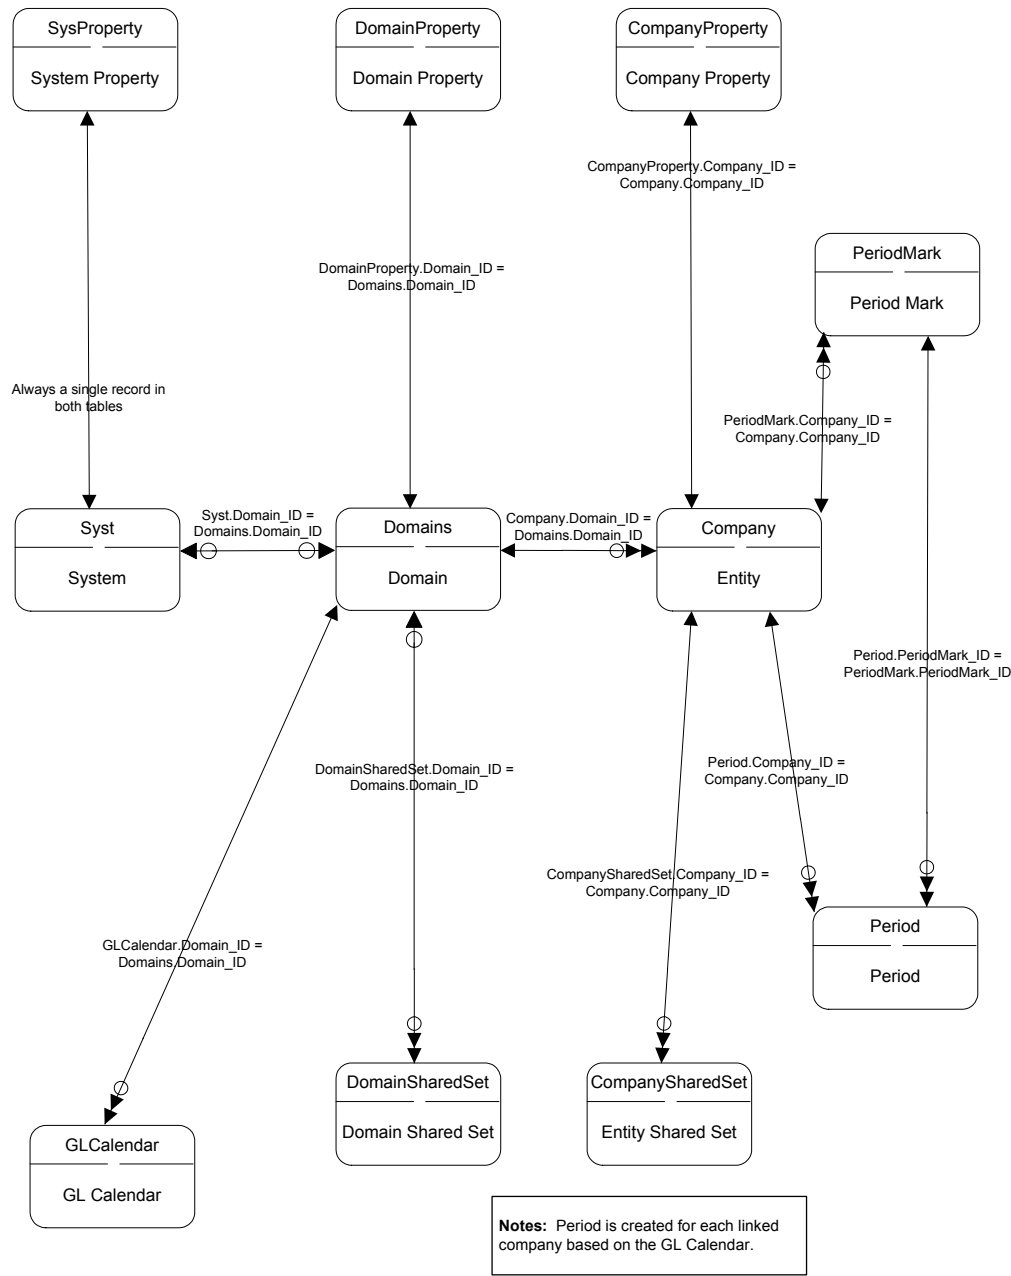 SysProperty
System Property
DomainProperty
Domain Property
CompanyProperty
Company Property
CompanyProperty.Company_ID =
Company.Company_ID
PeriodMark
Period Mark
DomainProperty.Domain_ID =
Domains.Domain_ID
Always a single record in
both tables
PeriodMark.Company_ID =
Company.Company_ID
Syst
System
Syst.Domain_ID =
Domains.Domain_ID
Domains
Domain
Company.Domain_ID =
Domains.Domain_ID
Company
Entity
Period.PeriodMark_ID =
PeriodMark.PeriodMark_ID
DomainSharedSet.Domain_ID =
Domains.Domain_ID
Period.Company_ID =
Company.Company_ID
CompanySharedSet.Company_ID =
Company.Company_ID
GLCalendar.Domain_ID =
Domains.Domain_ID
Period
Period
DomainSharedSet
Domain Shared Set
CompanySharedSet
Entity Shared Set
GLCalendar
GL Calendar
Notes:  Period is created for each linked
company based on the GL Calendar.